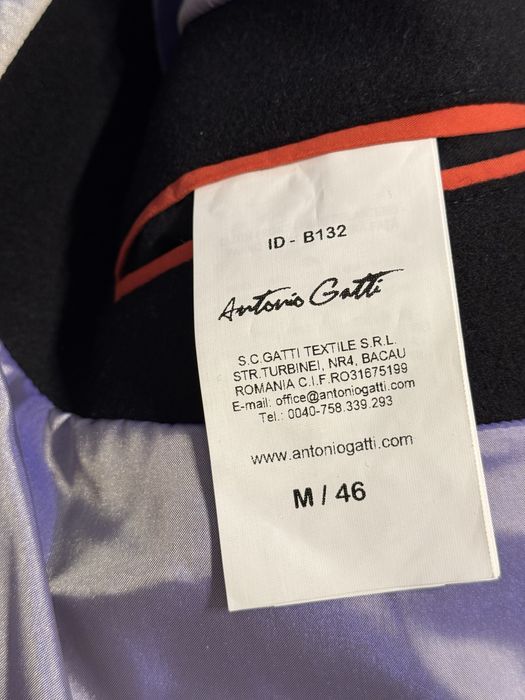 ID - B132
Antonio Gatti
S.C.GATTI TEXTILE S.R.L.
STR.TURBINEI, NR4, BACAU
ROMANIA C.I.F.RO31675199
E-mail: office@antoniogatti.com
Tel.: 0040-758.339.293
www.antoniogatti.com
M / 46